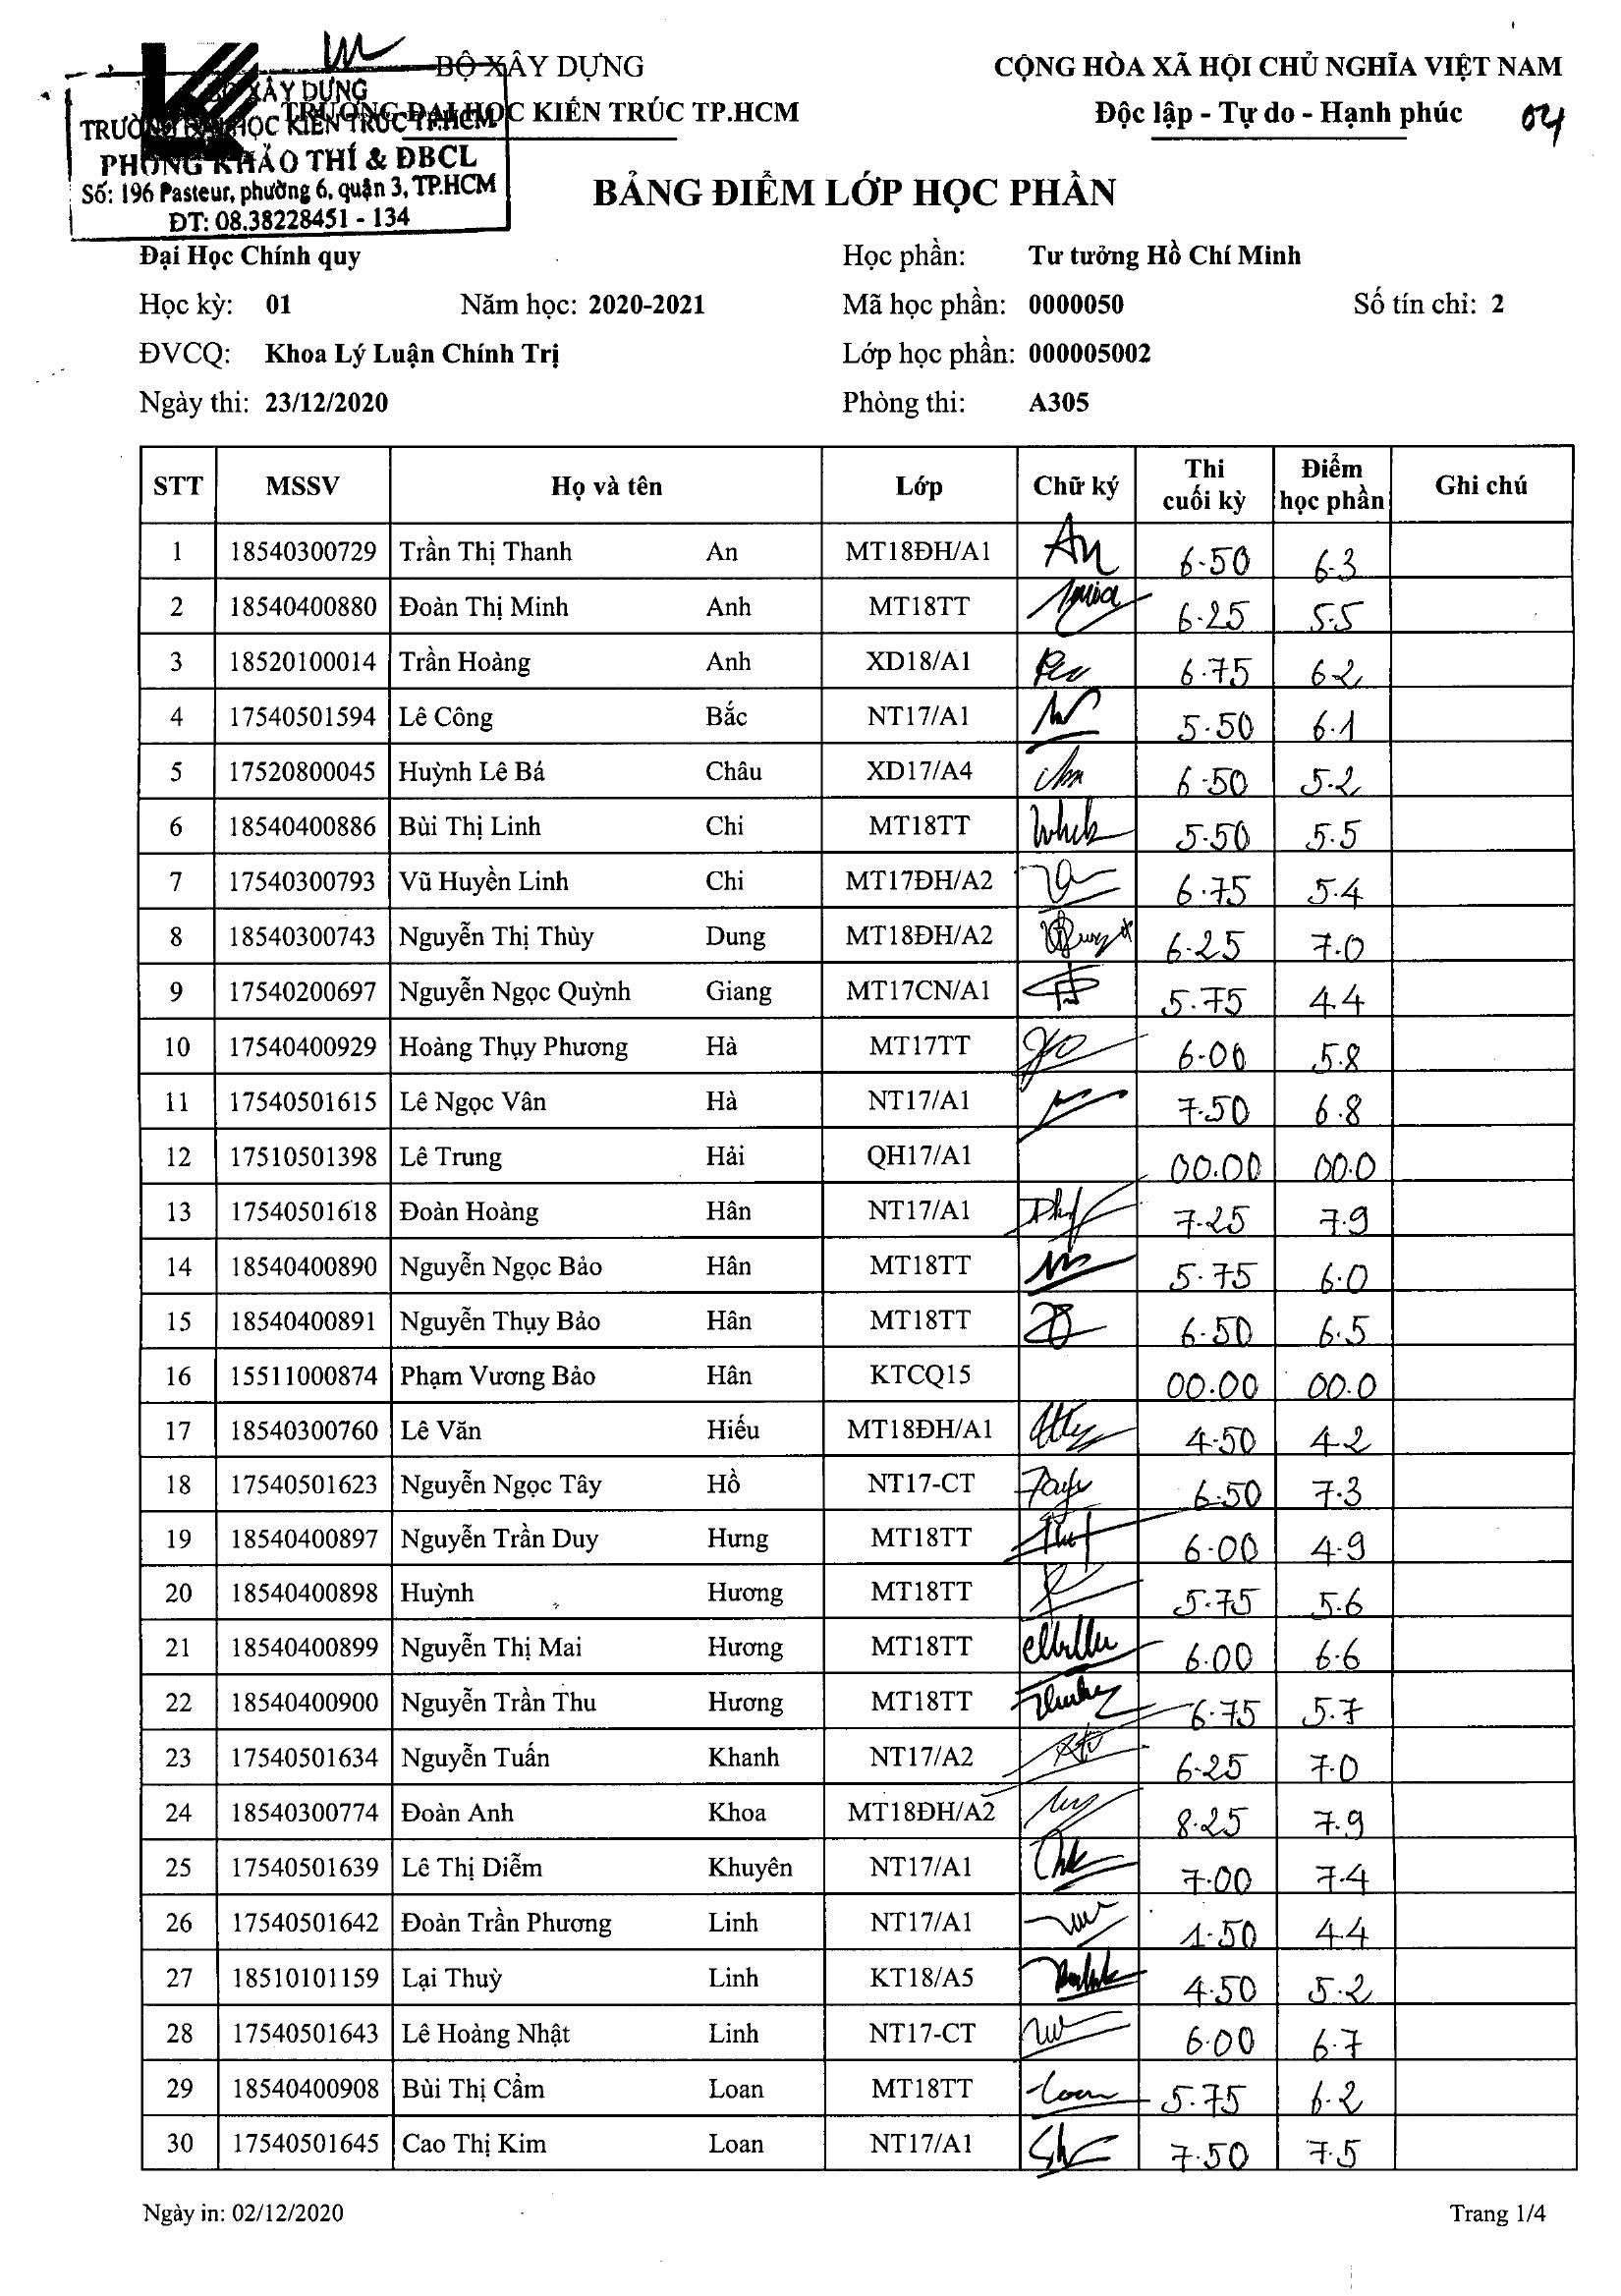 BỘ XÂY DỰNG
TRƯỜNG ĐẠI HỌC KIẾN TRÚC TP.HCM
BỘ XÂY DỰNG
TRƯỜNG ĐẠI HỌC KIẾN TRÚC TP.HCM
PHÒNG KHẢO THÍ & ĐBCL
Số: 196 Pasteur, phường 6, quận 3, TP.HCM
ĐT: 08.38228451 - 134
CỘNG HÒA XÃ HỘI CHỦ NGHĨA VIỆT NAM
Độc lập - Tự do - Hạnh phúc 04
BẢNG ĐIỂM LỚP HỌC PHẦN
Đại Học Chính quy Học phần: Tư tưởng Hồ Chí Minh
Học kỳ: 01 Năm học: 2020-2021 Mã học phần: 0000050 Số tín chỉ: 2
ĐVCQ: Khoa Lý Luận Chính Trị Lớp học phần: 000005002
Ngày thi: 23/12/2020 Phòng thi: A305
STT MSSV Họ và tên Lớp Chữ ký Thi cuối kỳ Điểm học phần Ghi chú
1 18540300729 Trần Thị Thanh An MT18ĐH/A1 An 6.50 6.3
2 18540400880 Đoàn Thị Minh Anh MT18TT 6.25 5.5
3 18520100014 Trần Hoàng Anh XD18/A1 6.75 6.2
4 17540501594 Lê Công Bắc NT17/A1 5.50 6.1
5 17520800045 Huỳnh Lê Bá Châu XD17/A4 6.50 5.2
6 18540400886 Bùi Thị Linh Chi MT18TT 5.50 5.5
7 17540300793 Vũ Huyền Linh Chi MT17ĐH/A2 6.75 5.4
8 18540300743 Nguyễn Thị Thùy Dung MT18ĐH/A2 6.25 7.0
9 17540200697 Nguyễn Ngọc Quỳnh Giang MT17CN/A1 5.75 4.4
10 17540400929 Hoàng Thụy Phương Hà MT17TT 6.00 5.8
11 17540501615 Lê Ngọc Vân Hà NT17/A1 7.50 6.8
12 17510501398 Lê Trung Hải QH17/A1 00.00 00.0
13 17540501618 Đoàn Hoàng Hân NT17/A1 7.25 7.9
14 18540400890 Nguyễn Ngọc Bảo Hân MT18TT 5.75 6.0
15 18540400891 Nguyễn Thụy Bảo Hân MT18TT 6.50 6.5
16 15511000874 Phạm Vương Bảo Hân KTCQ15 00.00 00.0
17 18540300760 Lê Văn Hiếu MT18ĐH/A1 4.50 4.2
18 17540501623 Nguyễn Ngọc Tây Hồ NT17-CT 6.50 7.3
19 18540400897 Nguyễn Trần Duy Hưng MT18TT 6.00 4.9
20 18540400898 Huỳnh Hương MT18TT 5.75 5.6
21 18540400899 Nguyễn Thị Mai Hương MT18TT 6.00 6.6
22 18540400900 Nguyễn Trần Thu Hương MT18TT 6.75 5.7
23 17540501634 Nguyễn Tuấn Khanh NT17/A2 6.25 7.0
24 18540300774 Đoàn Anh Khoa MT18ĐH/A2 8.25 7.9
25 17540501639 Lê Thị Diễm Khuyên NT17/A1 7.00 7.4
26 17540501642 Đoàn Trần Phương Linh NT17/A1 1.50 4.4
27 18510101159 Lại Thuỳ Linh KT18/A5 4.50 5.2
28 17540501643 Lê Hoàng Nhật Linh NT17-CT 6.00 6.7
29 18540400908 Bùi Thị Cẩm Loan MT18TT Loan 5.75 6.2
30 17540501645 Cao Thị Kim Loan NT17/A1 7.50 7.5
Ngày in: 02/12/2020 Trang 1/4